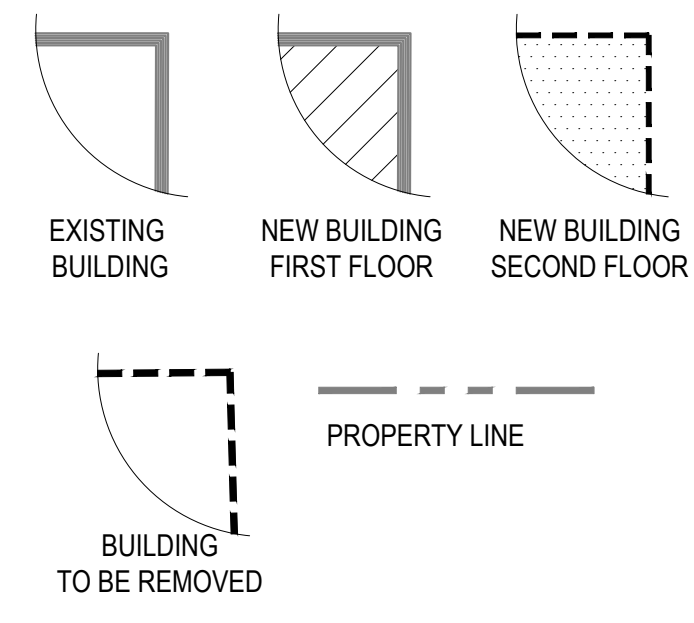 EXISTING
BUILDING
NEW BUILDING
FIRST FLOOR
NEW BUILDING
SECOND FLOOR
BUILDING
TO BE REMOVED
PROPERTY LINE